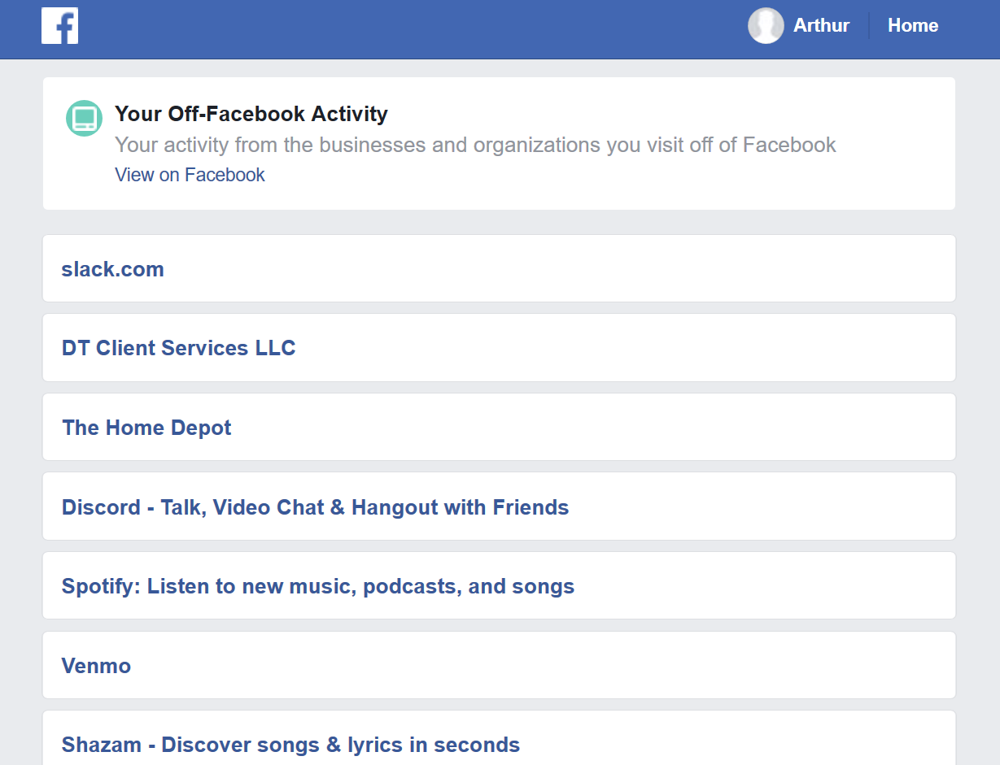 Arthur
Home
Your Off-Facebook Activity
Your activity from the businesses and organizations you visit off of Facebook
View on Facebook
slack.com
DT Client Services LLC
The Home Depot
Discord - Talk, Video Chat & Hangout with Friends
Spotify: Listen to new music, podcasts, and songs
Venmo
Shazam - Discover songs & lyrics in seconds